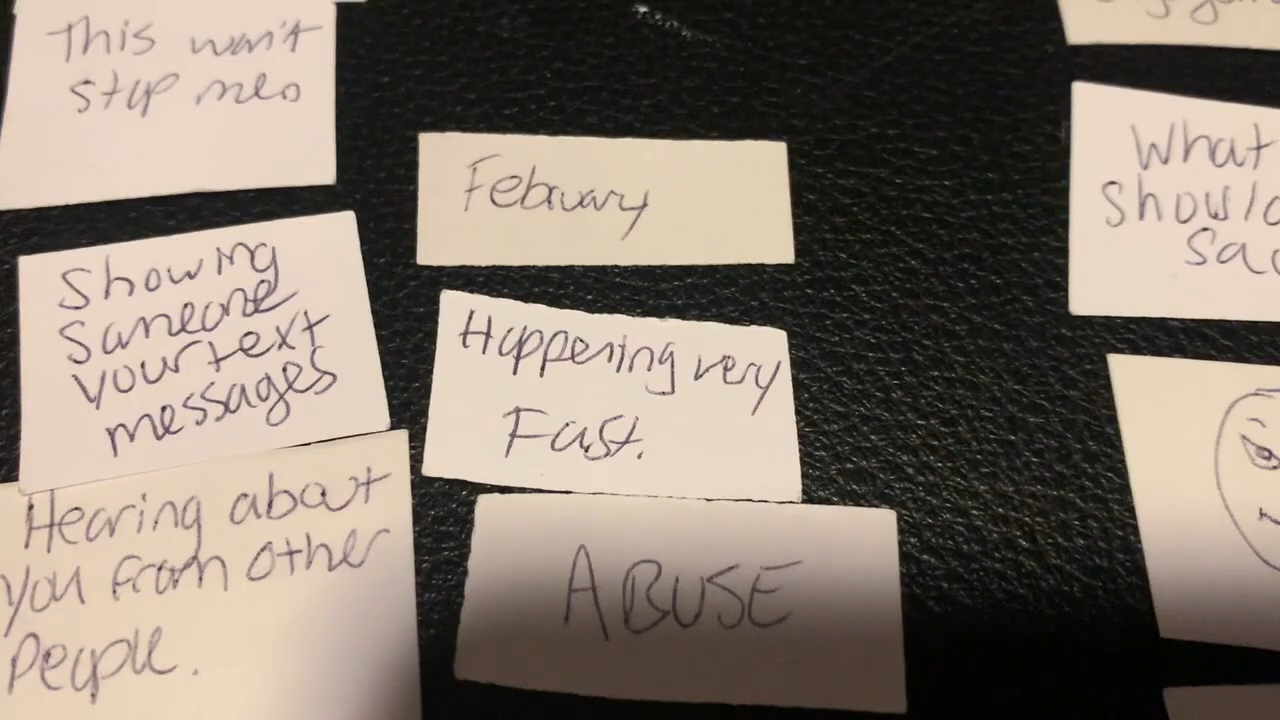 This won't
stop me.
Showing
someone
your text
messages
Hearing about
you from other
people.
February
Happening very
Fast.
ABUSE
What
should